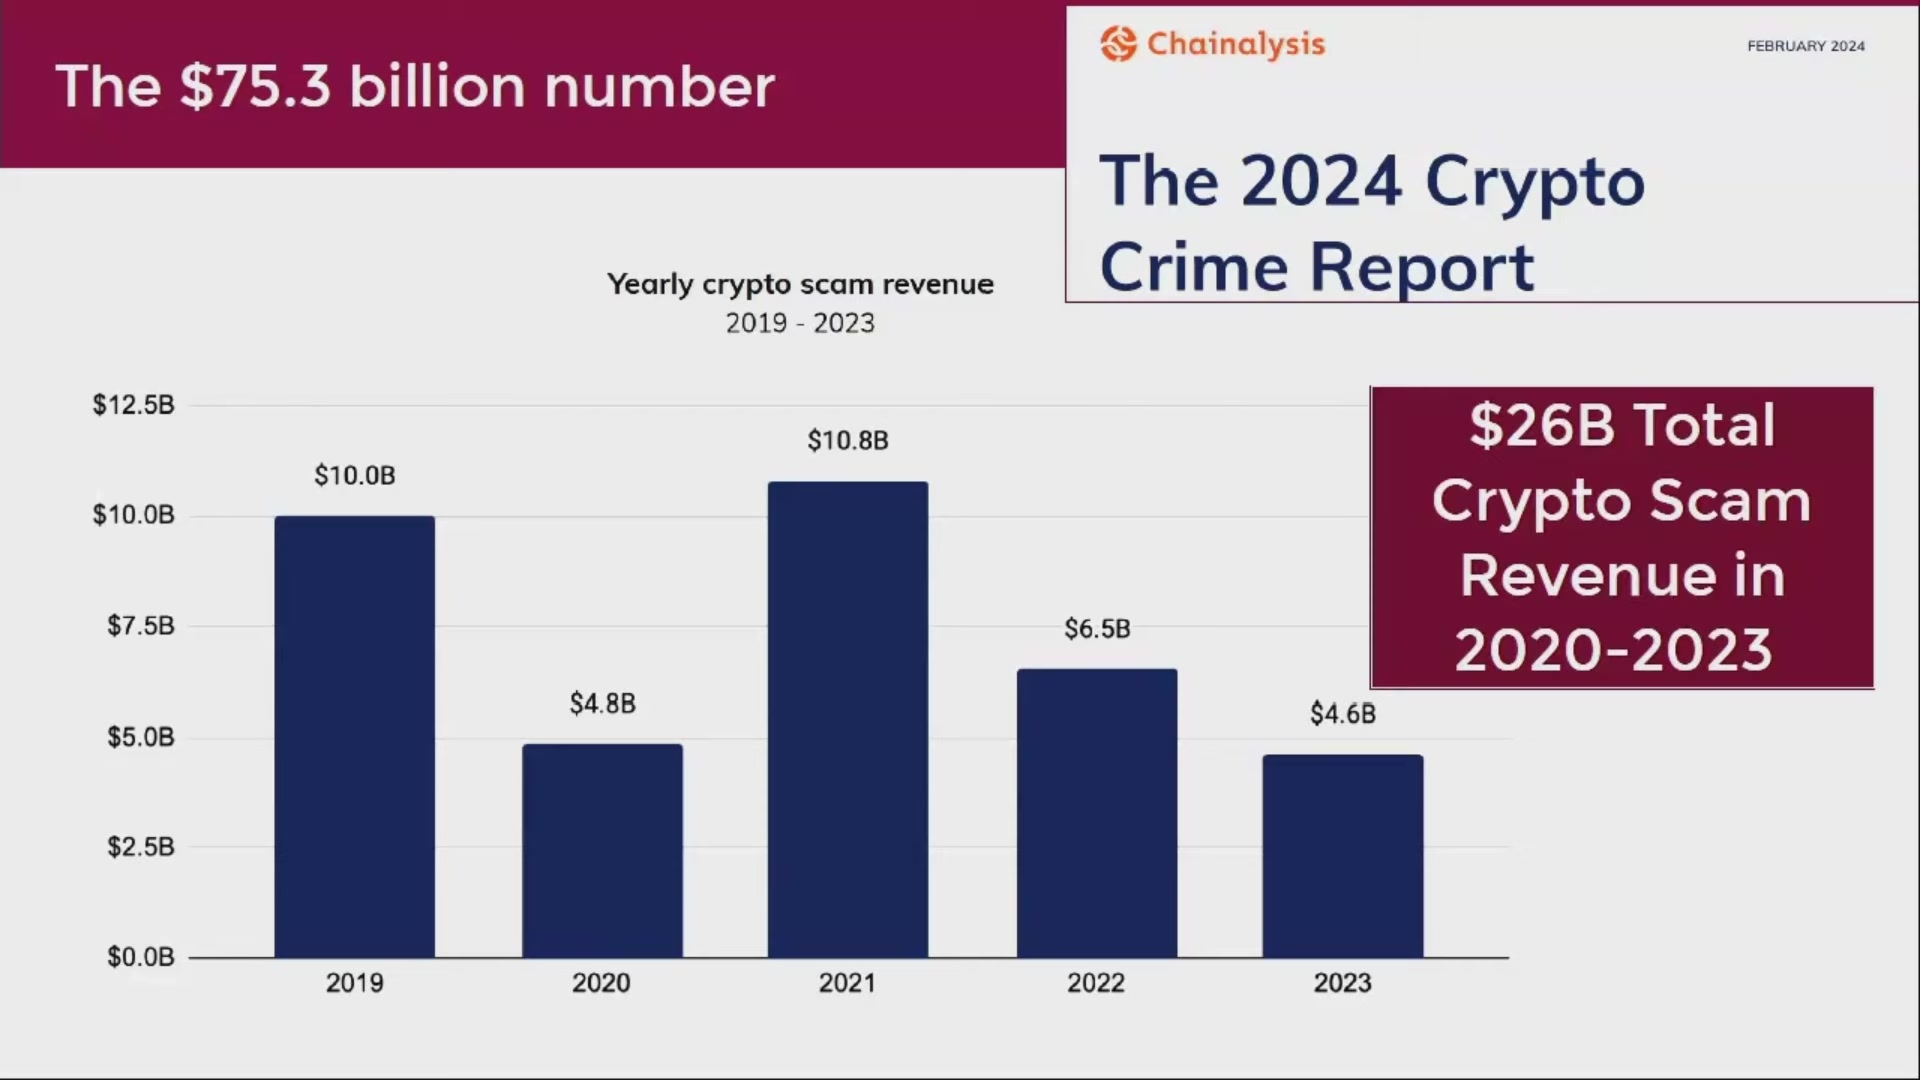 The $75.3 billion number
Chainalysis
FEBRUARY 2024
The 2024 Crypto
Crime Report
Yearly crypto scam revenue
2019 - 2023
$12.5B
$10.0B
$7.5B
$5.0B
$2.5B
$0.0B
$10.0B
$4.8B
$10.8B
$6.5B
$4.6B
2019
2020
2021
2022
2023
$26B Total
Crypto Scam
Revenue in
2020-2023